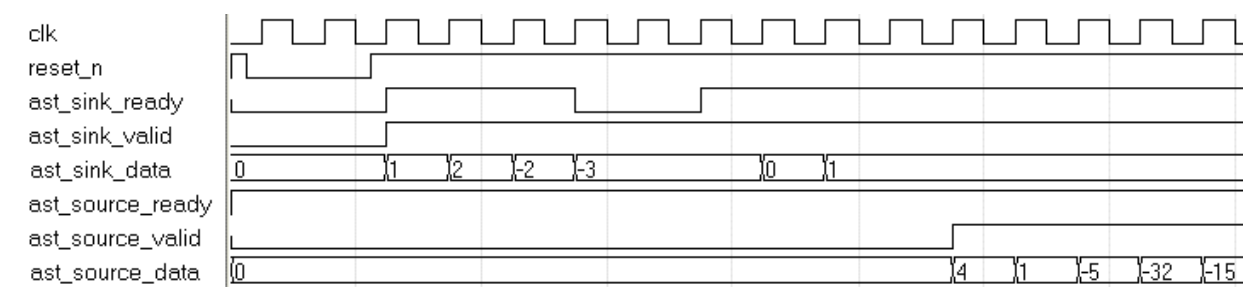 clk
reset_n
ast_sink_ready
ast_sink_valid
ast_sink_data 0 1 2 -2 -3 0 1
ast_source_ready
ast_source_valid
ast_source_data 0 4 1 -5 -32 -15